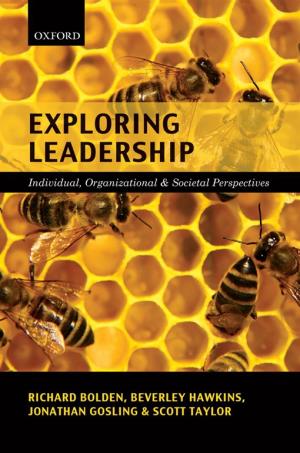 OXFORD
EXPLORING
LEADERSHIP
Individual, Organizational & Societal Perspectives
RICHARD BOLDEN, BEVERLEY HAWKINS,
JONATHAN GOSLING & SCOTT TAYLOR